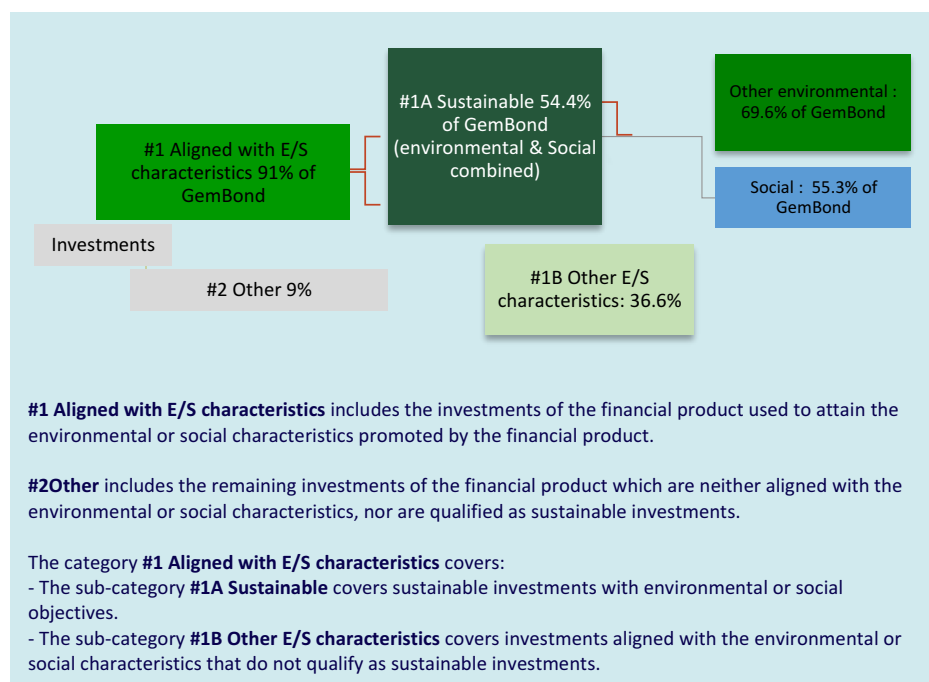 #1A Sustainable 54.4%
of GemBond
(environmental & Social
combined)
Other environmental :
69.6% of GemBond
#1 Aligned with E/S
characteristics 91% of
GemBond
Social :  55.3% of
GemBond
Investments
#2 Other 9%
#1B Other E/S
characteristics: 36.6%
#1 Aligned with E/S characteristics includes the investments of the financial product used to attain the
environmental or social characteristics promoted by the financial product.
#2Other includes the remaining investments of the financial product which are neither aligned with the
environmental or social characteristics, nor are qualified as sustainable investments.
The category #1 Aligned with E/S characteristics covers:
- The sub-category #1A Sustainable covers sustainable investments with environmental or social
objectives.
- The sub-category #1B Other E/S characteristics covers investments aligned with the environmental or
social characteristics that do not qualify as sustainable investments.